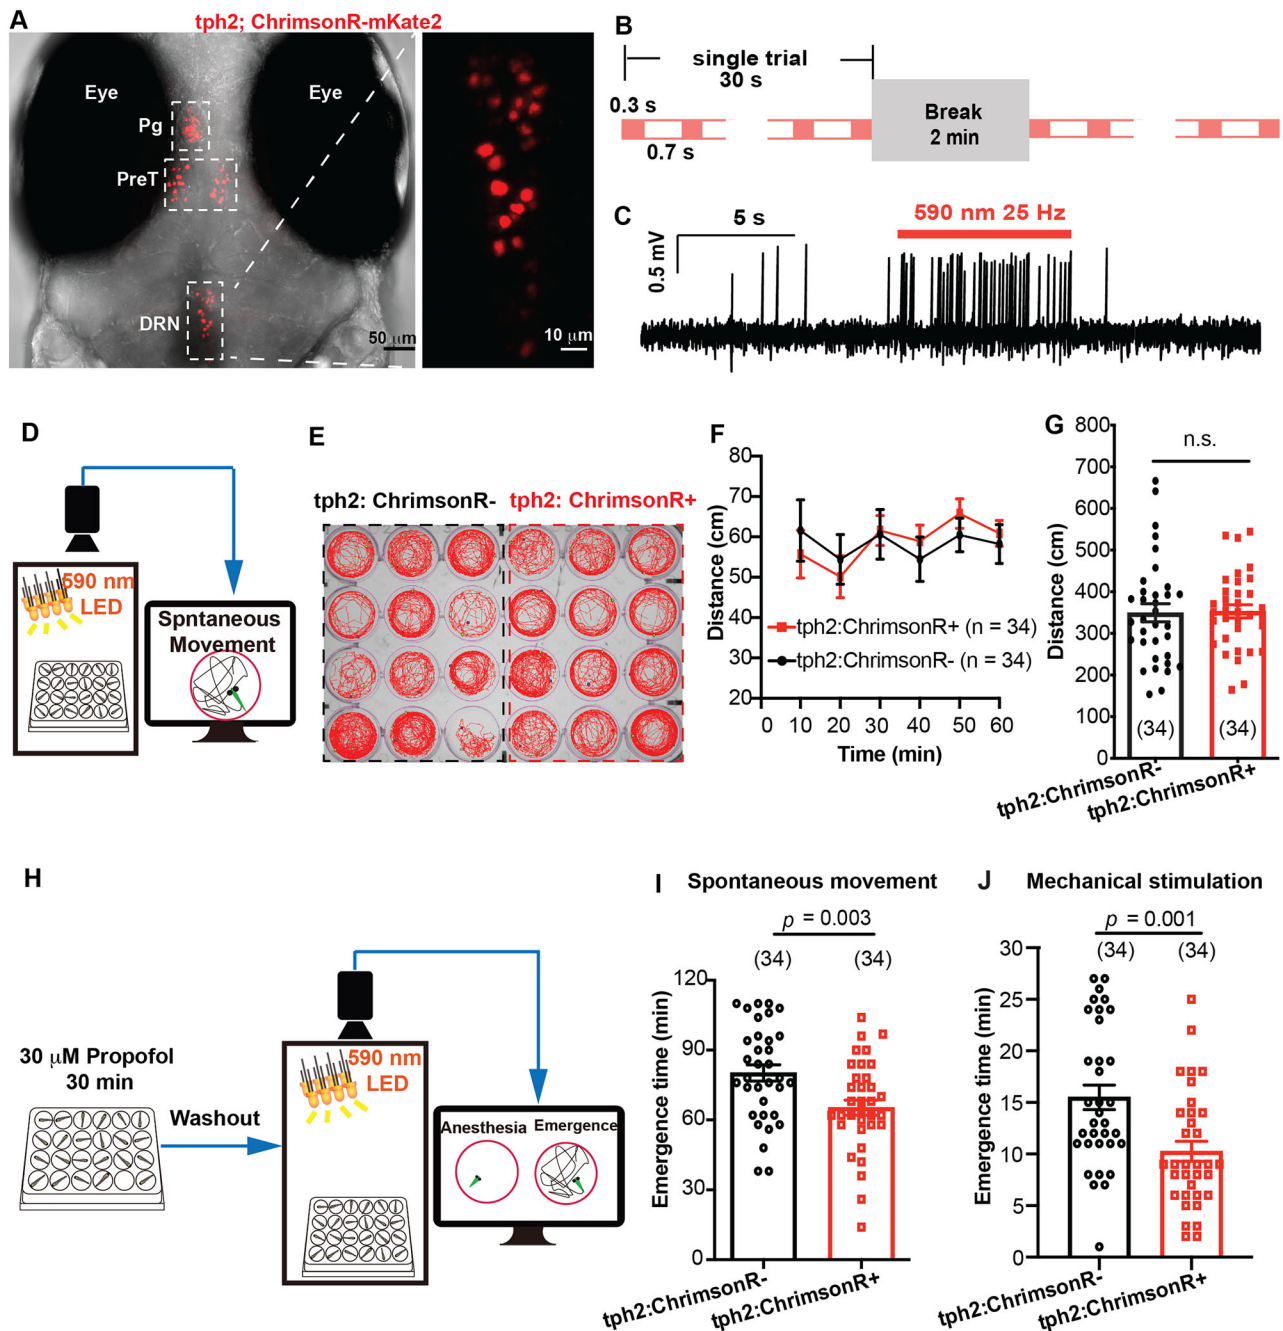 A
tph2; ChrimsonR-mKate2
Eye
Eye
Pg
PreT
DRN
50 μm
10 μm
B
single trial
30 s
0.3 s
0.7 s
Break
2 min
C
5 s
590 nm 25 Hz
0.5 mV
D
590 nm
LED
Spntaneous
Movement
E
tph2: ChrimsonR-
tph2: ChrimsonR+
F
Distance (cm)
80
70
60
50
40
30
20
tph2:ChrimsonR+ (n = 34)
tph2:ChrimsonR- (n = 34)
0 10 20 30 40 50 60
Time (min)
G
Distance (cm)
800
700
600
500
400
300
200
100
0
n.s.
(34) (34)
tph2:ChrimsonR-
tph2:ChrimsonR+
H
30 μM Propofol
30 min
Washout
590 nm
LED
Anesthesia
Emergence
I Spontaneous movement
p = 0.003
(34) (34)
Emergence time (min)
120
90
60
30
0
tph2:ChrimsonR-
tph2:ChrimsonR+
J Mechanical stimulation
p = 0.001
(34) (34)
Emergence time (min)
30
25
20
15
10
5
0
tph2:ChrimsonR-
tph2:ChrimsonR+